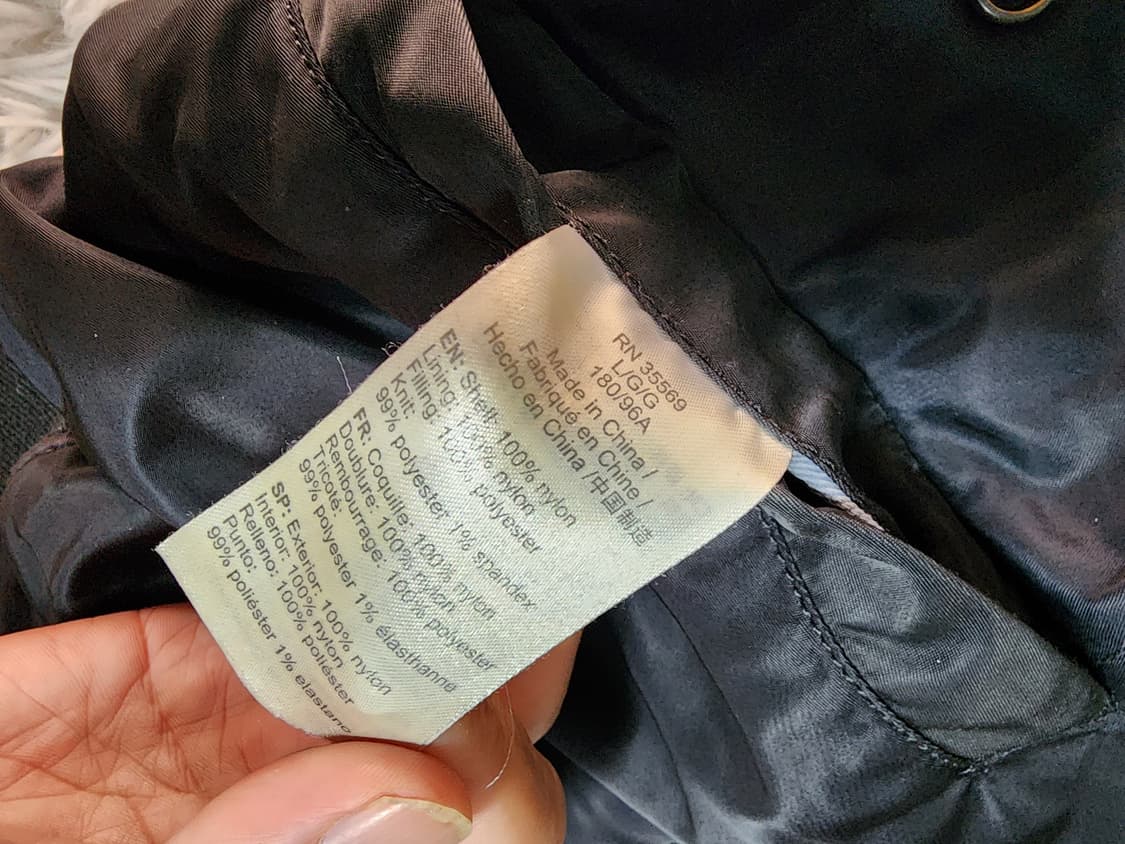 RN 35569
L/G/G
180/96A
Made in China /
Fabriqué en Chine /
Hecho en China /中国制造
EN: Shell: 100% nylon
Lining: 100% nylon
Filling: 100% polyester
Knit:
99% polyester 1% spandex
FR: Coquille: 100% nylon
Doublure: 100% nylon
Rembourrage: 100% polyester
Tricoté:
99% polyester 1% élasthanne
SP: Exterior: 100% nylon
Interior: 100% nylon
Relleno: 100% poliéster
Punto:
99% poliéster 1% elastano